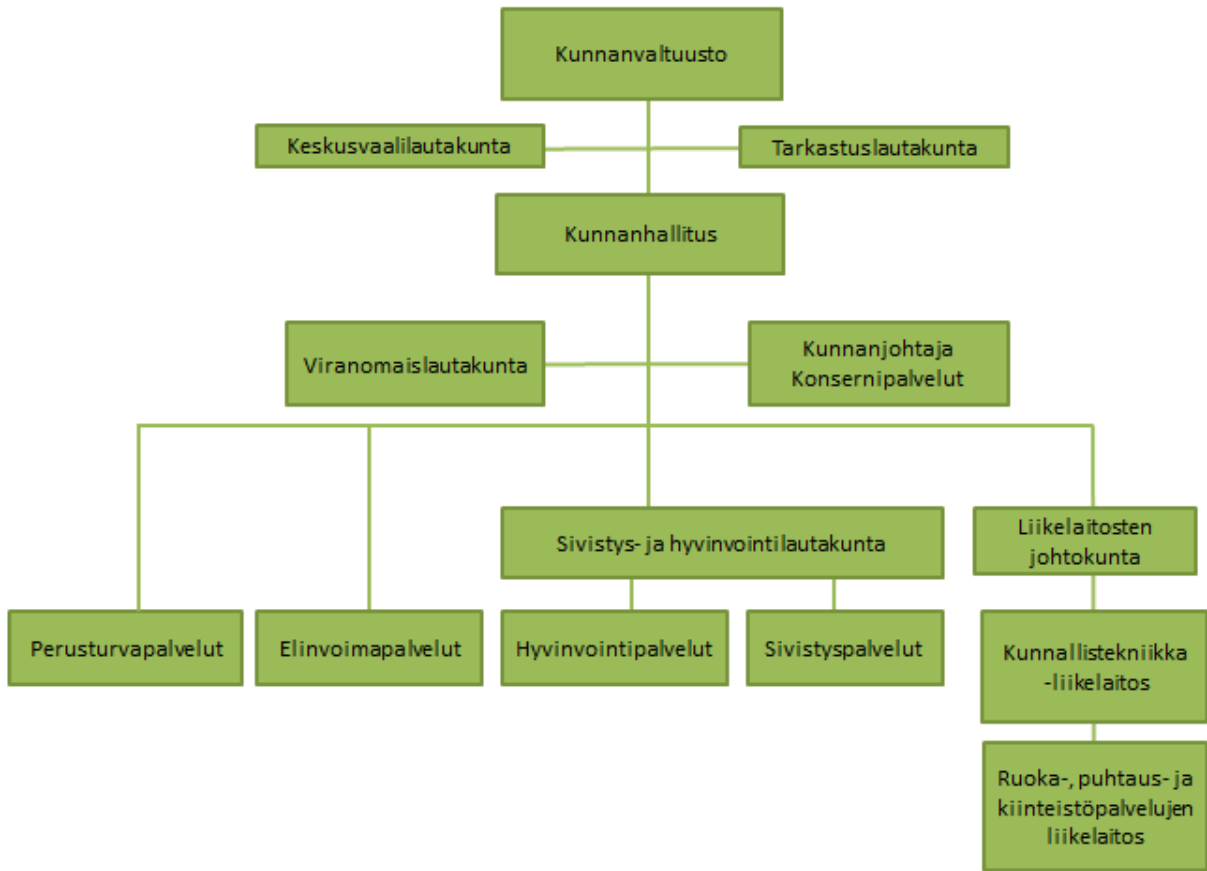 Kunnanvaltuusto
Keskusvaalilautakunta
Tarkastuslautakunta
Kunnanhallitus
Viranomaislautakunta
Kunnanjohtaja
Konsernipalvelut
Sivistys- ja hyvinvointilautakunta
Liikelaitosten
johtokunta
Perusturvapalvelut
Elinvoimapalvelut
Hyvinvointipalvelut
Sivistyspalvelut
Kunnallistekniikka
-liikelaitos
Ruoka-, puhtaus- ja
kiinteistöpalvelujen
liikelaitos